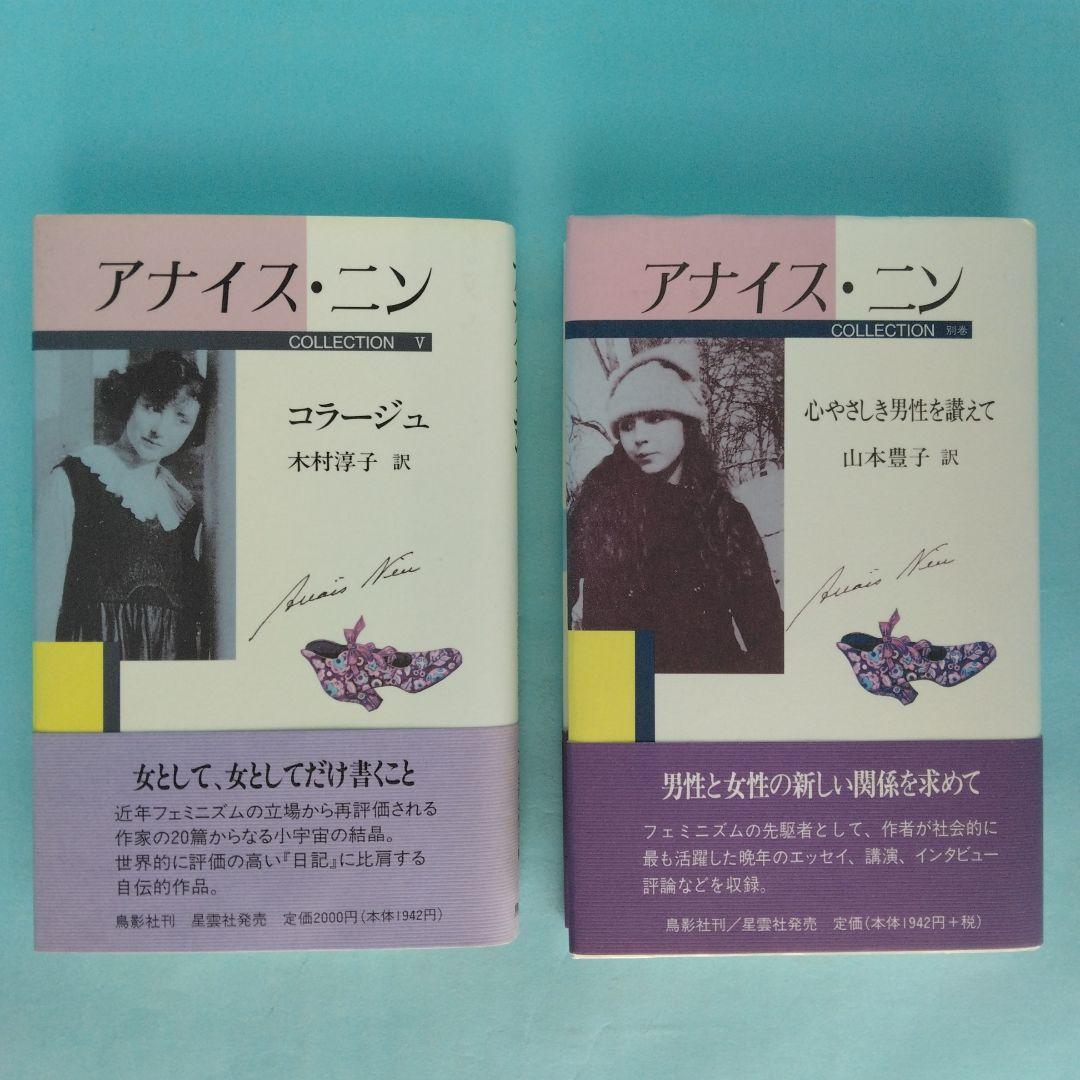 アナイス・ニン
COLLECTION V
コラージュ
木村淳子 訳
Anaïs Nin
女として、女としてだけ書くこと
近年フェミニズムの立場から再評価される
作家の20篇からなる小宇宙の結晶。
世界的に評価の高い『日記』に比肩する
自伝的作品。
鳥影社刊 星雲社発売 定価2000円(本体1942円)
アナイス・ニン
COLLECTION 別巻
心やさしき男性を讃えて
山本豊子 訳
Anaïs Nin
男性と女性の新しい関係を求めて
フェミニズムの先駆者として、作者が社会的に
最も活躍した晩年のエッセイ、講演、インタビュー
評論などを収録。
鳥影社刊/星雲社発売 定価(本体1942円+税)